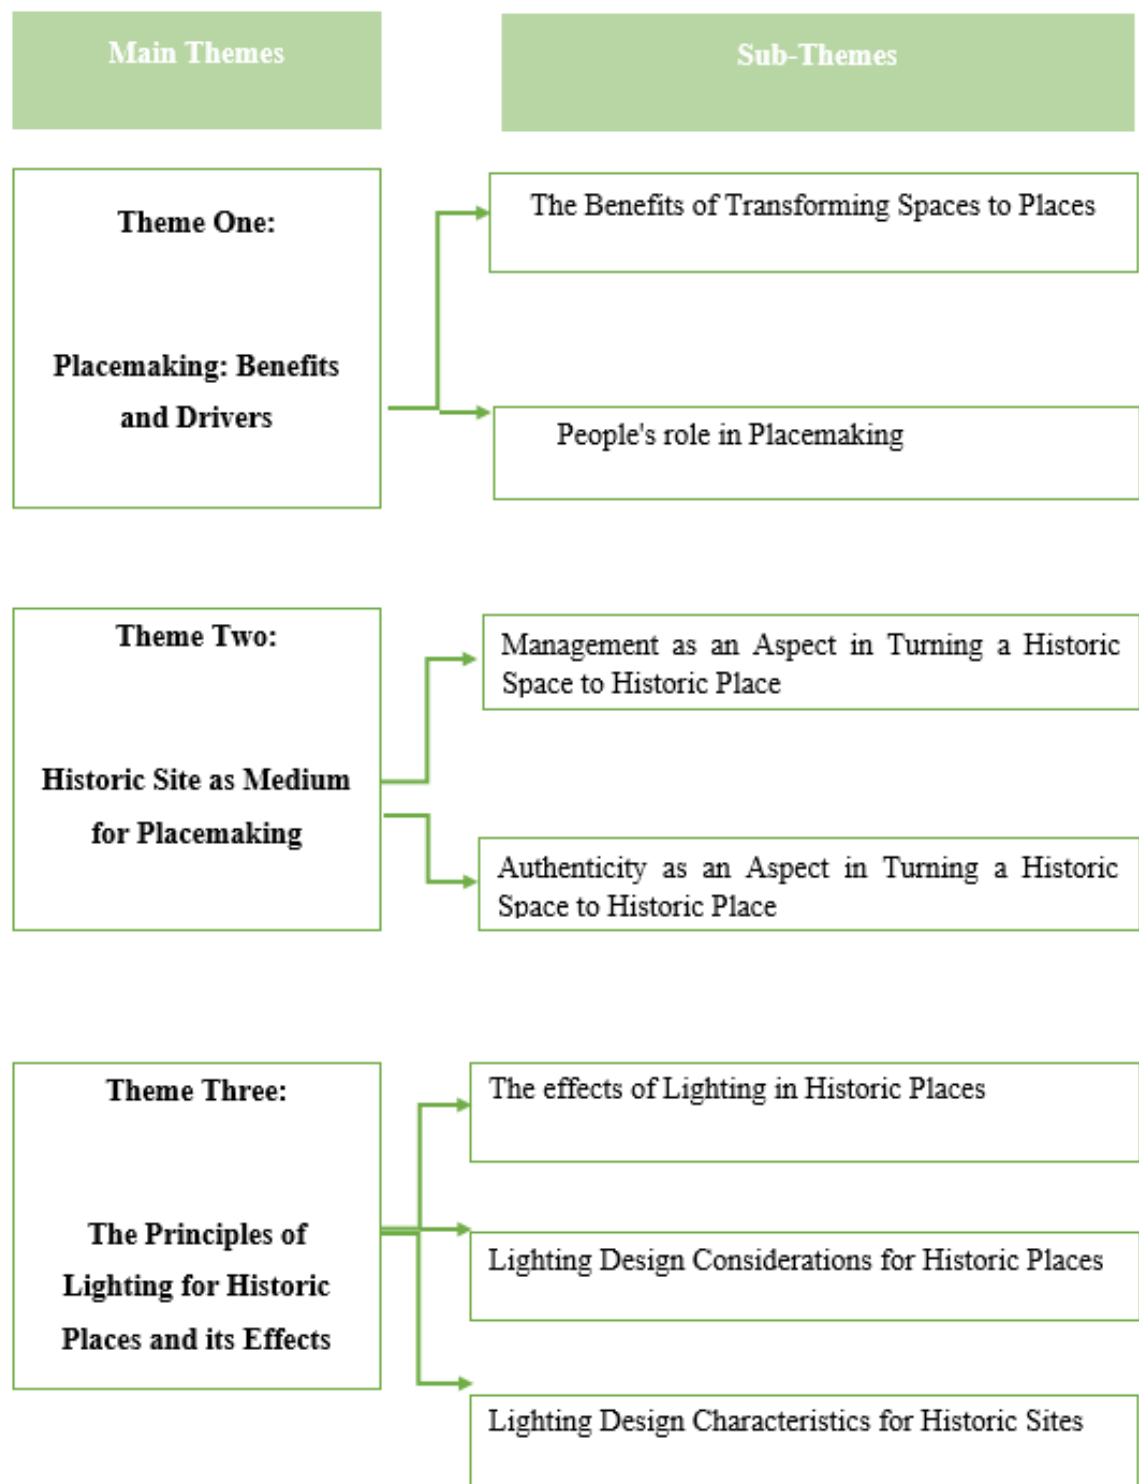 Main Themes
Sub-Themes
Theme One:
Placemaking: Benefits
and Drivers
The Benefits of Transforming Spaces to Places
People's role in Placemaking
Theme Two:
Historic Site as Medium
for Placemaking
Management as an Aspect in Turning a Historic
Space to Historic Place
Authenticity as an Aspect in Turning a Historic
Space to Historic Place
Theme Three:
The Principles of
Lighting for Historic
Places and its Effects
The effects of Lighting in Historic Places
Lighting Design Considerations for Historic Places
Lighting Design Characteristics for Historic Sites